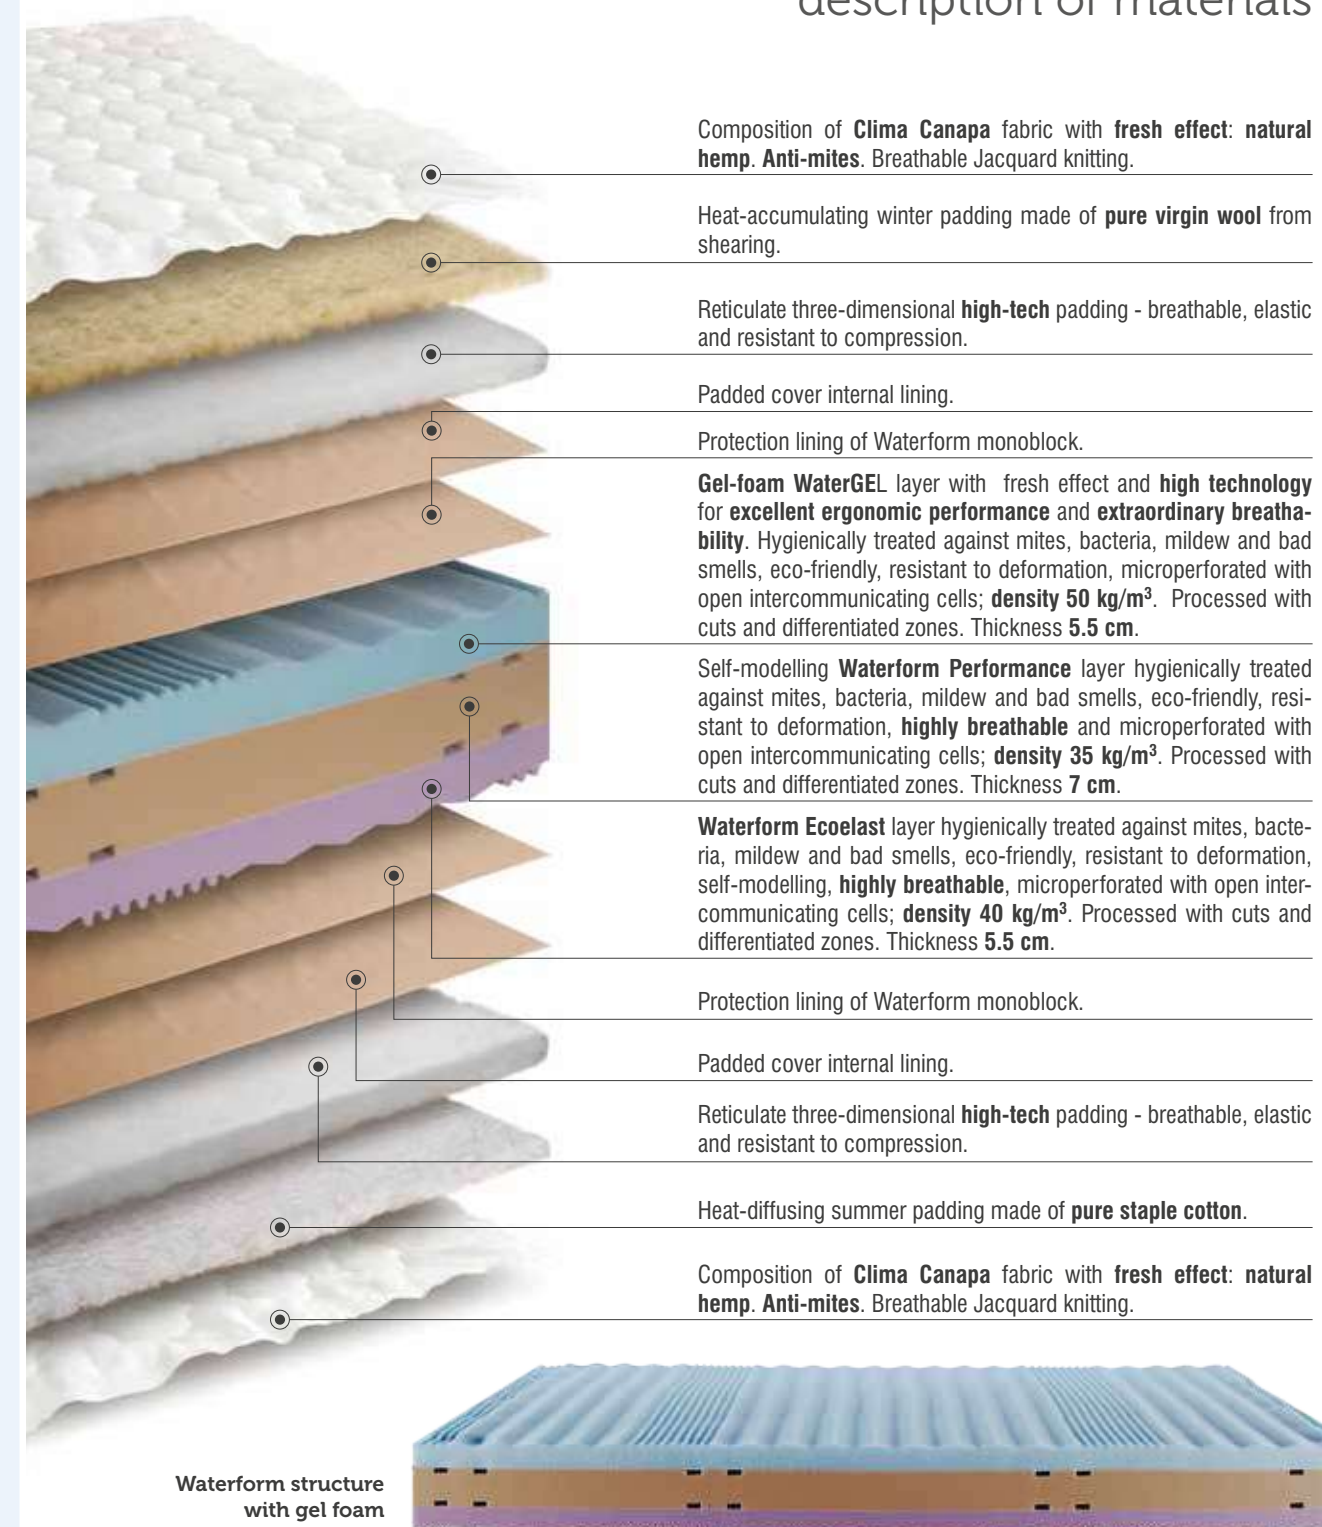 description of materials
Composition of Clima Canapa fabric with fresh effect: natural
hemp. Anti-mites. Breathable Jacquard knitting.
Heat-accumulating winter padding made of pure virgin wool from
shearing.
Reticulate three-dimensional high-tech padding - breathable, elastic
and resistant to compression.
Padded cover internal lining.
Protection lining of Waterform monoblock.
Gel-foam WaterGEL layer with fresh effect and high technology
for excellent ergonomic performance and extraordinary breatha-
bility. Hygienically treated against mites, bacteria, mildew and bad
smells, eco-friendly, resistant to deformation, microperforated with
open intercommunicating cells; density 50 kg/m³. Processed with
cuts and differentiated zones. Thickness 5.5 cm.
Self-modelling Waterform Performance layer hygienically treated
against mites, bacteria, mildew and bad smells, eco-friendly, resi-
stant to deformation, highly breathable and microperforated with
open intercommunicating cells; density 35 kg/m³. Processed with
cuts and differentiated zones. Thickness 7 cm.
Waterform Ecoelast layer hygienically treated against mites, bacte-
ria, mildew and bad smells, eco-friendly, resistant to deformation,
self-modelling, highly breathable, microperforated with open inter-
communicating cells; density 40 kg/m³. Processed with cuts and
differentiated zones. Thickness 5.5 cm.
Protection lining of Waterform monoblock.
Padded cover internal lining.
Reticulate three-dimensional high-tech padding - breathable, elastic
and resistant to compression.
Heat-diffusing summer padding made of pure staple cotton.
Composition of Clima Canapa fabric with fresh effect: natural
hemp. Anti-mites. Breathable Jacquard knitting.
Waterform structure
with gel foam